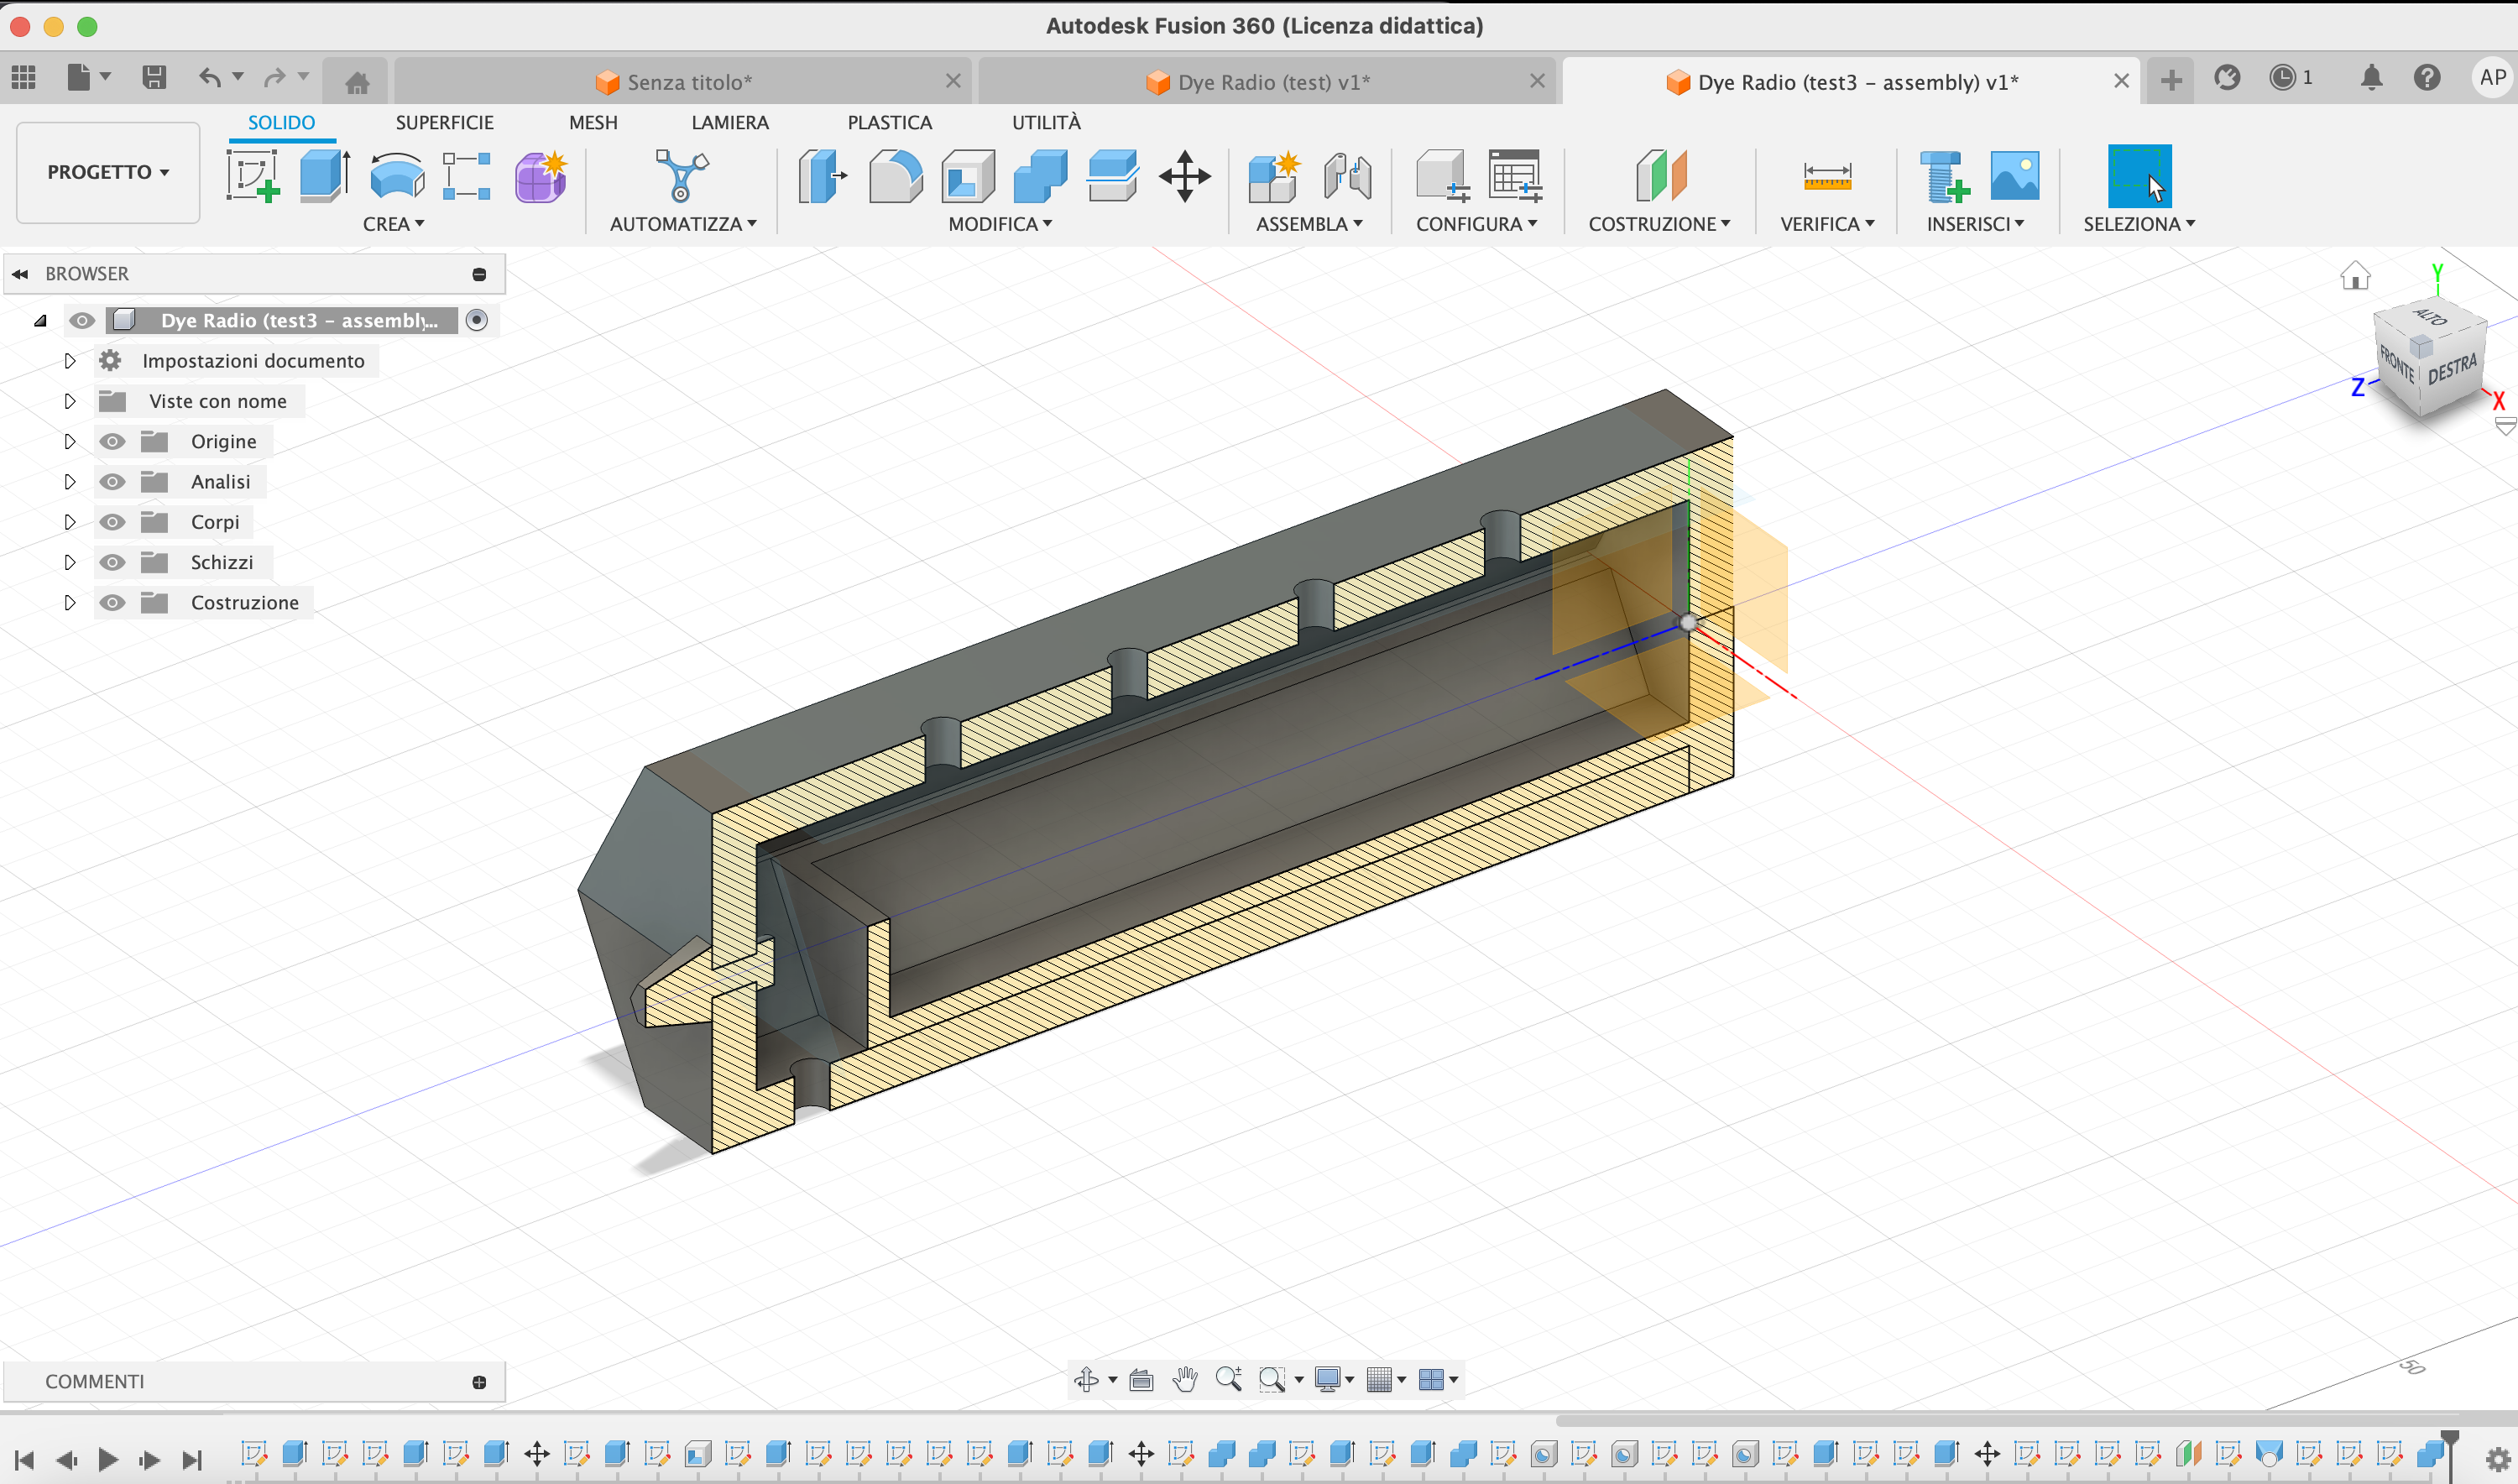 Autodesk Fusion 360 (Licenza didattica)
Senza titolo*
Dye Radio (test) v1*
Dye Radio (test3 – assembly) v1*
1
AP
PROGETTO
SOLIDO
SUPERFICIE
MESH
LAMIERA
PLASTICA
UTILITÀ
CREA
AUTOMATIZZA
MODIFICA
ASSEMBLA
CONFIGURA
COSTRUZIONE
VERIFICA
INSERISCI
SELEZIONA
BROWSER
Dye Radio (test3 – assembly...
Impostazioni documento
Viste con nome
Origine
Analisi
Corpi
Schizzi
Costruzione
Y
ALTO
FRONTE
DESTRA
Z
X
50
COMMENTI